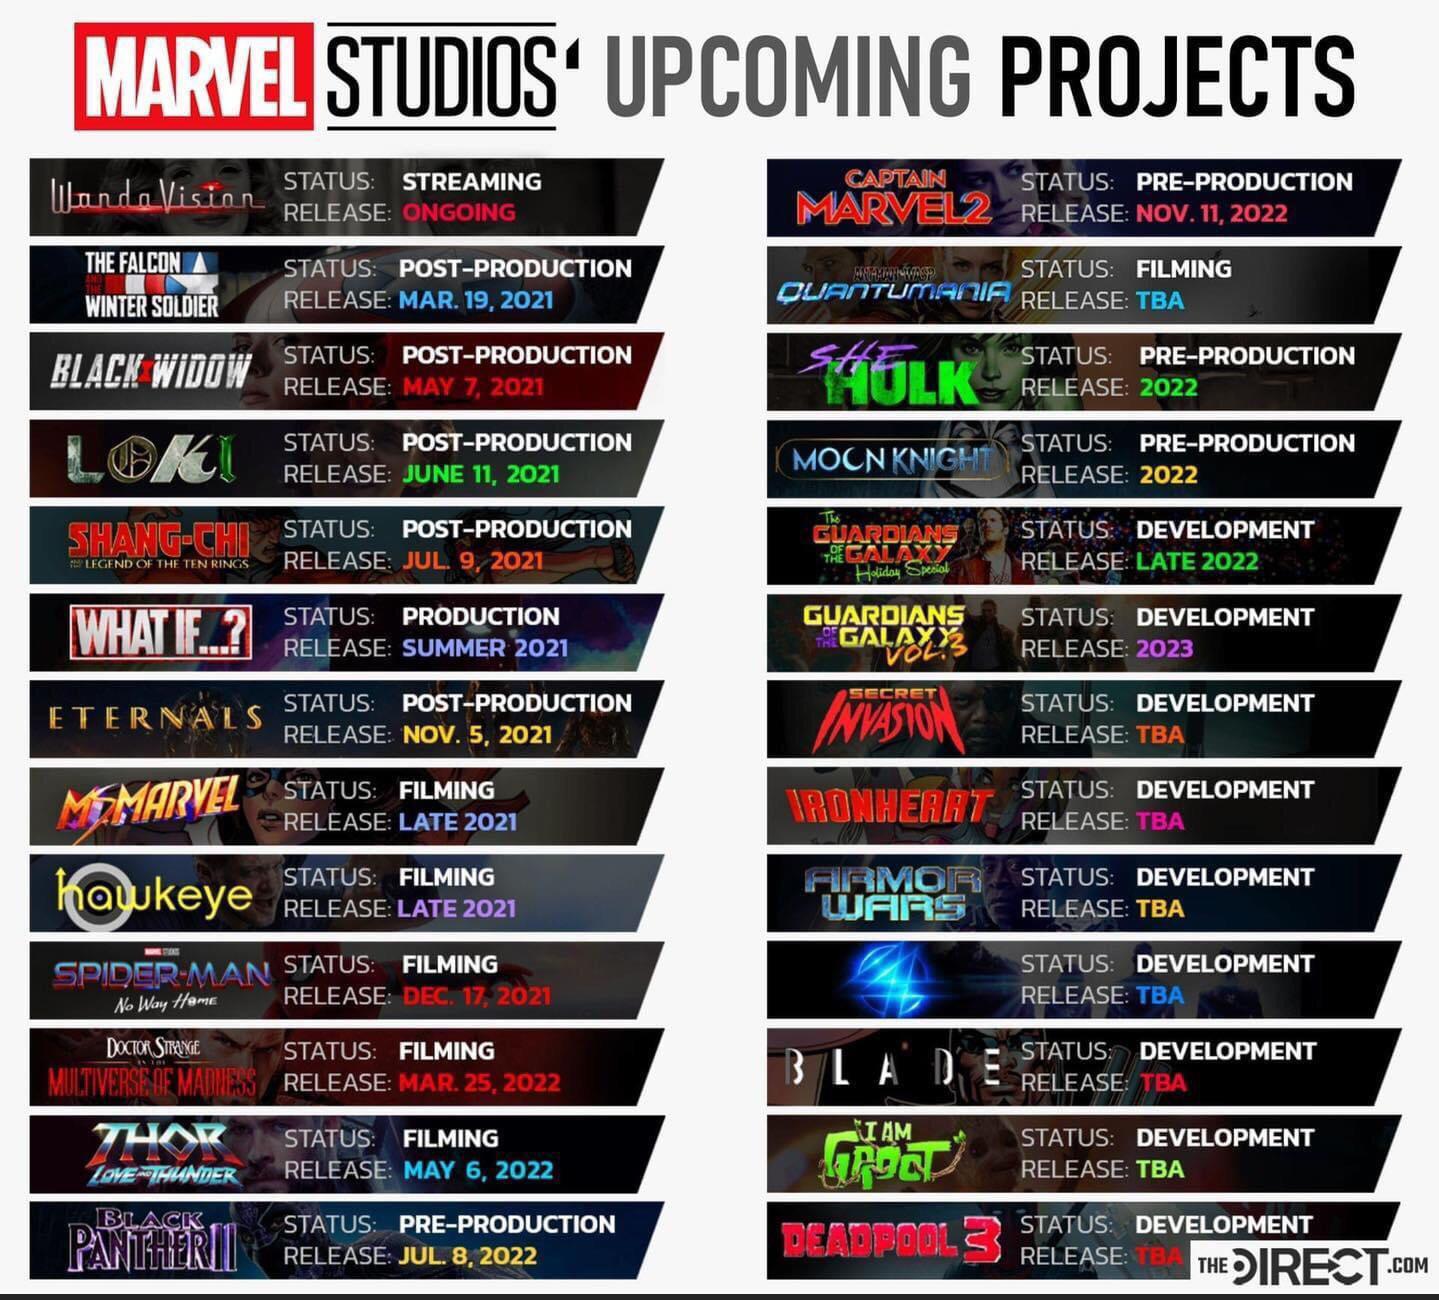 MARVEL STUDIOS' UPCOMING PROJECTS
WandaVision
STATUS: STREAMING
RELEASE: ONGOING
THE FALCON
AND THE
WINTER SOLDIER
STATUS: POST-PRODUCTION
RELEASE: MAR. 19, 2021
BLACK WIDOW
STATUS: POST-PRODUCTION
RELEASE: MAY 7, 2021
LOKI
STATUS: POST-PRODUCTION
RELEASE: JUNE 11, 2021
SHANG-CHI
AND THE LEGEND OF THE TEN RINGS
STATUS: POST-PRODUCTION
RELEASE: JUL. 9, 2021
WHAT IF...?
STATUS: PRODUCTION
RELEASE: SUMMER 2021
ETERNALS
STATUS: POST-PRODUCTION
RELEASE: NOV. 5, 2021
MS MARVEL
STATUS: FILMING
RELEASE: LATE 2021
hawkeye
STATUS: FILMING
RELEASE: LATE 2021
MARVEL STUDIOS
SPIDER-MAN
No Way Home
STATUS: FILMING
RELEASE: DEC. 17, 2021
DOCTOR STRANGE
IN THE
MULTIVERSE OF MADNESS
STATUS: FILMING
RELEASE: MAR. 25, 2022
THOR
LOVE AND THUNDER
STATUS: FILMING
RELEASE: MAY 6, 2022
BLACK
PANTHER II
STATUS: PRE-PRODUCTION
RELEASE: JUL. 8, 2022
CAPTAIN
MARVEL 2
STATUS: PRE-PRODUCTION
RELEASE: NOV. 11, 2022
ANT-MAN AND THE WASP
QUANTUMANIA
STATUS: FILMING
RELEASE: TBA
SHE
HULK
STATUS: PRE-PRODUCTION
RELEASE: 2022
MOON KNIGHT
STATUS: PRE-PRODUCTION
RELEASE: 2022
The
GUARDIANS
OF THE GALAXY
Holiday Special
STATUS: DEVELOPMENT
RELEASE: LATE 2022
GUARDIANS
OF THE GALAXY
VOL. 3
STATUS: DEVELOPMENT
RELEASE: 2023
SECRET
INVASION
STATUS: DEVELOPMENT
RELEASE: TBA
IRONHEART
STATUS: DEVELOPMENT
RELEASE: TBA
ARMOR
WARS
STATUS: DEVELOPMENT
RELEASE: TBA
4
STATUS: DEVELOPMENT
RELEASE: TBA
BLADE
STATUS: DEVELOPMENT
RELEASE: TBA
I AM
GROOT
STATUS: DEVELOPMENT
RELEASE: TBA
DEADPOOL 3
STATUS: DEVELOPMENT
RELEASE: TBA
THE DIRECT.COM